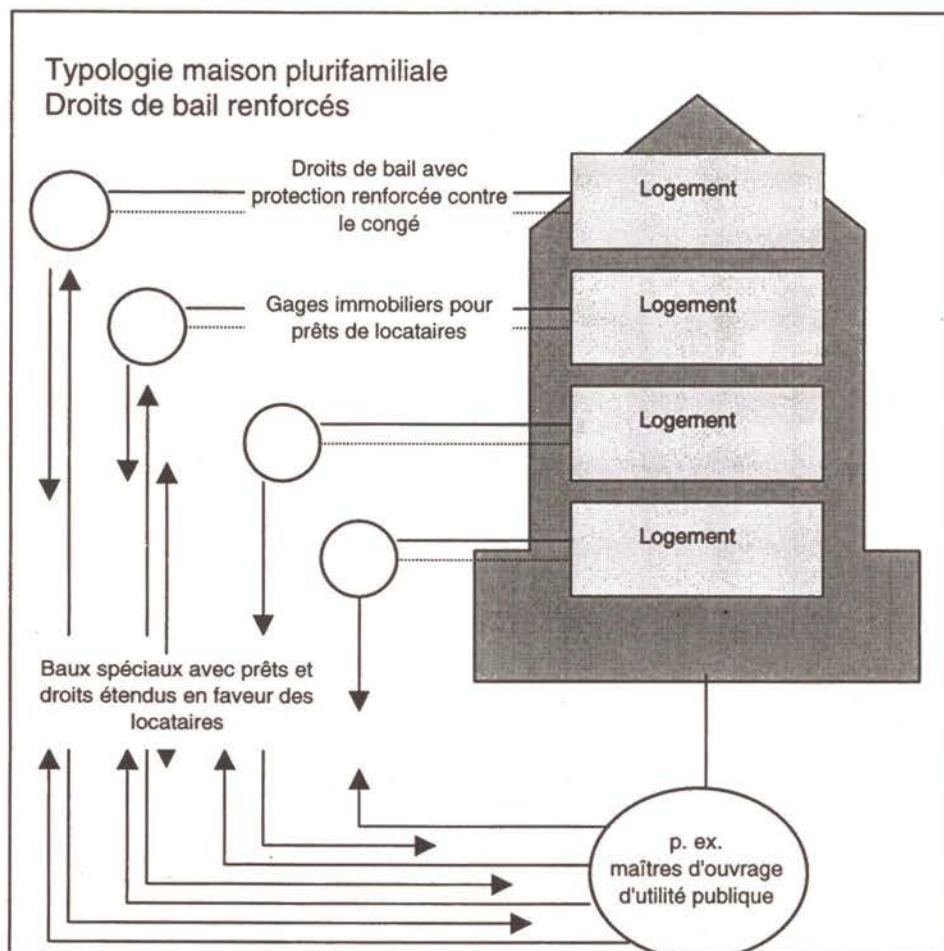 Typologie maison plurifamiliale
Droits de bail renforcés
Droits de bail avec
protection renforcée contre
le congé
Logement
Gages immobiliers pour
prêts de locataires
Logement
Logement
Logement
Baux spéciaux avec prêts et
droits étendus en faveur des
locataires
p. ex.
maîtres d'ouvrage
d'utilité publique